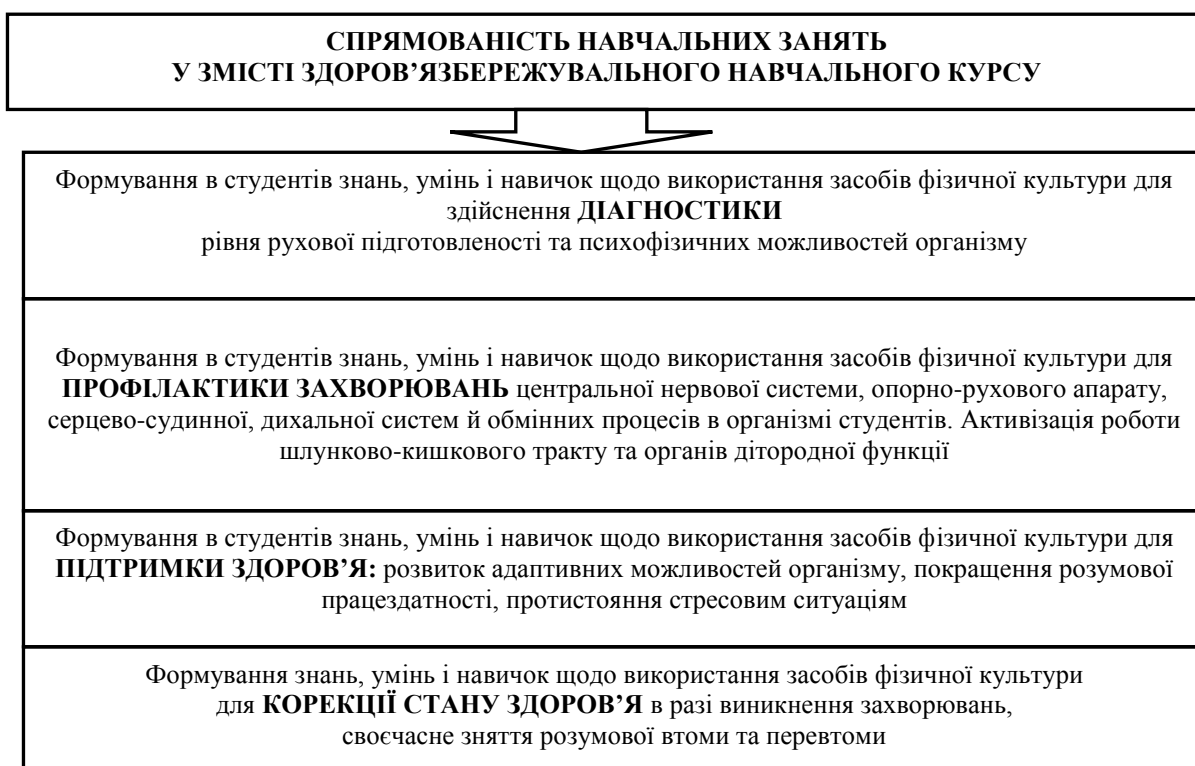 СПРЯМОВАНІСТЬ НАВЧАЛЬНИХ ЗАНЯТЬ
У ЗМІСТІ ЗДОРОВ’ЯЗБЕРЕЖУВАЛЬНОГО НАВЧАЛЬНОГО КУРСУ
Формування в студентів знань, умінь і навичок щодо використання засобів фізичної культури для
здійснення ДІАГНОСТИКИ
рівня рухової підготовленості та психофізичних можливостей організму
Формування в студентів знань, умінь і навичок щодо використання засобів фізичної культури для
ПРОФІЛАКТИКИ ЗАХВОРЮВАНЬ центральної нервової системи, опорно-рухового апарату,
серцево-судинної, дихальної систем й обмінних процесів в організмі студентів. Активізація роботи
шлунково-кишкового тракту та органів дітородної функції
Формування в студентів знань, умінь і навичок щодо використання засобів фізичної культури для
ПІДТРИМКИ ЗДОРОВ’Я: розвиток адаптивних можливостей організму, покращення розумової
працездатності, протистояння стресовим ситуаціям
Формування знань, умінь і навичок щодо використання засобів фізичної культури
для КОРЕКЦІЇ СТАНУ ЗДОРОВ’Я в разі виникнення захворювань,
своєчасне зняття розумової втоми та перевтоми